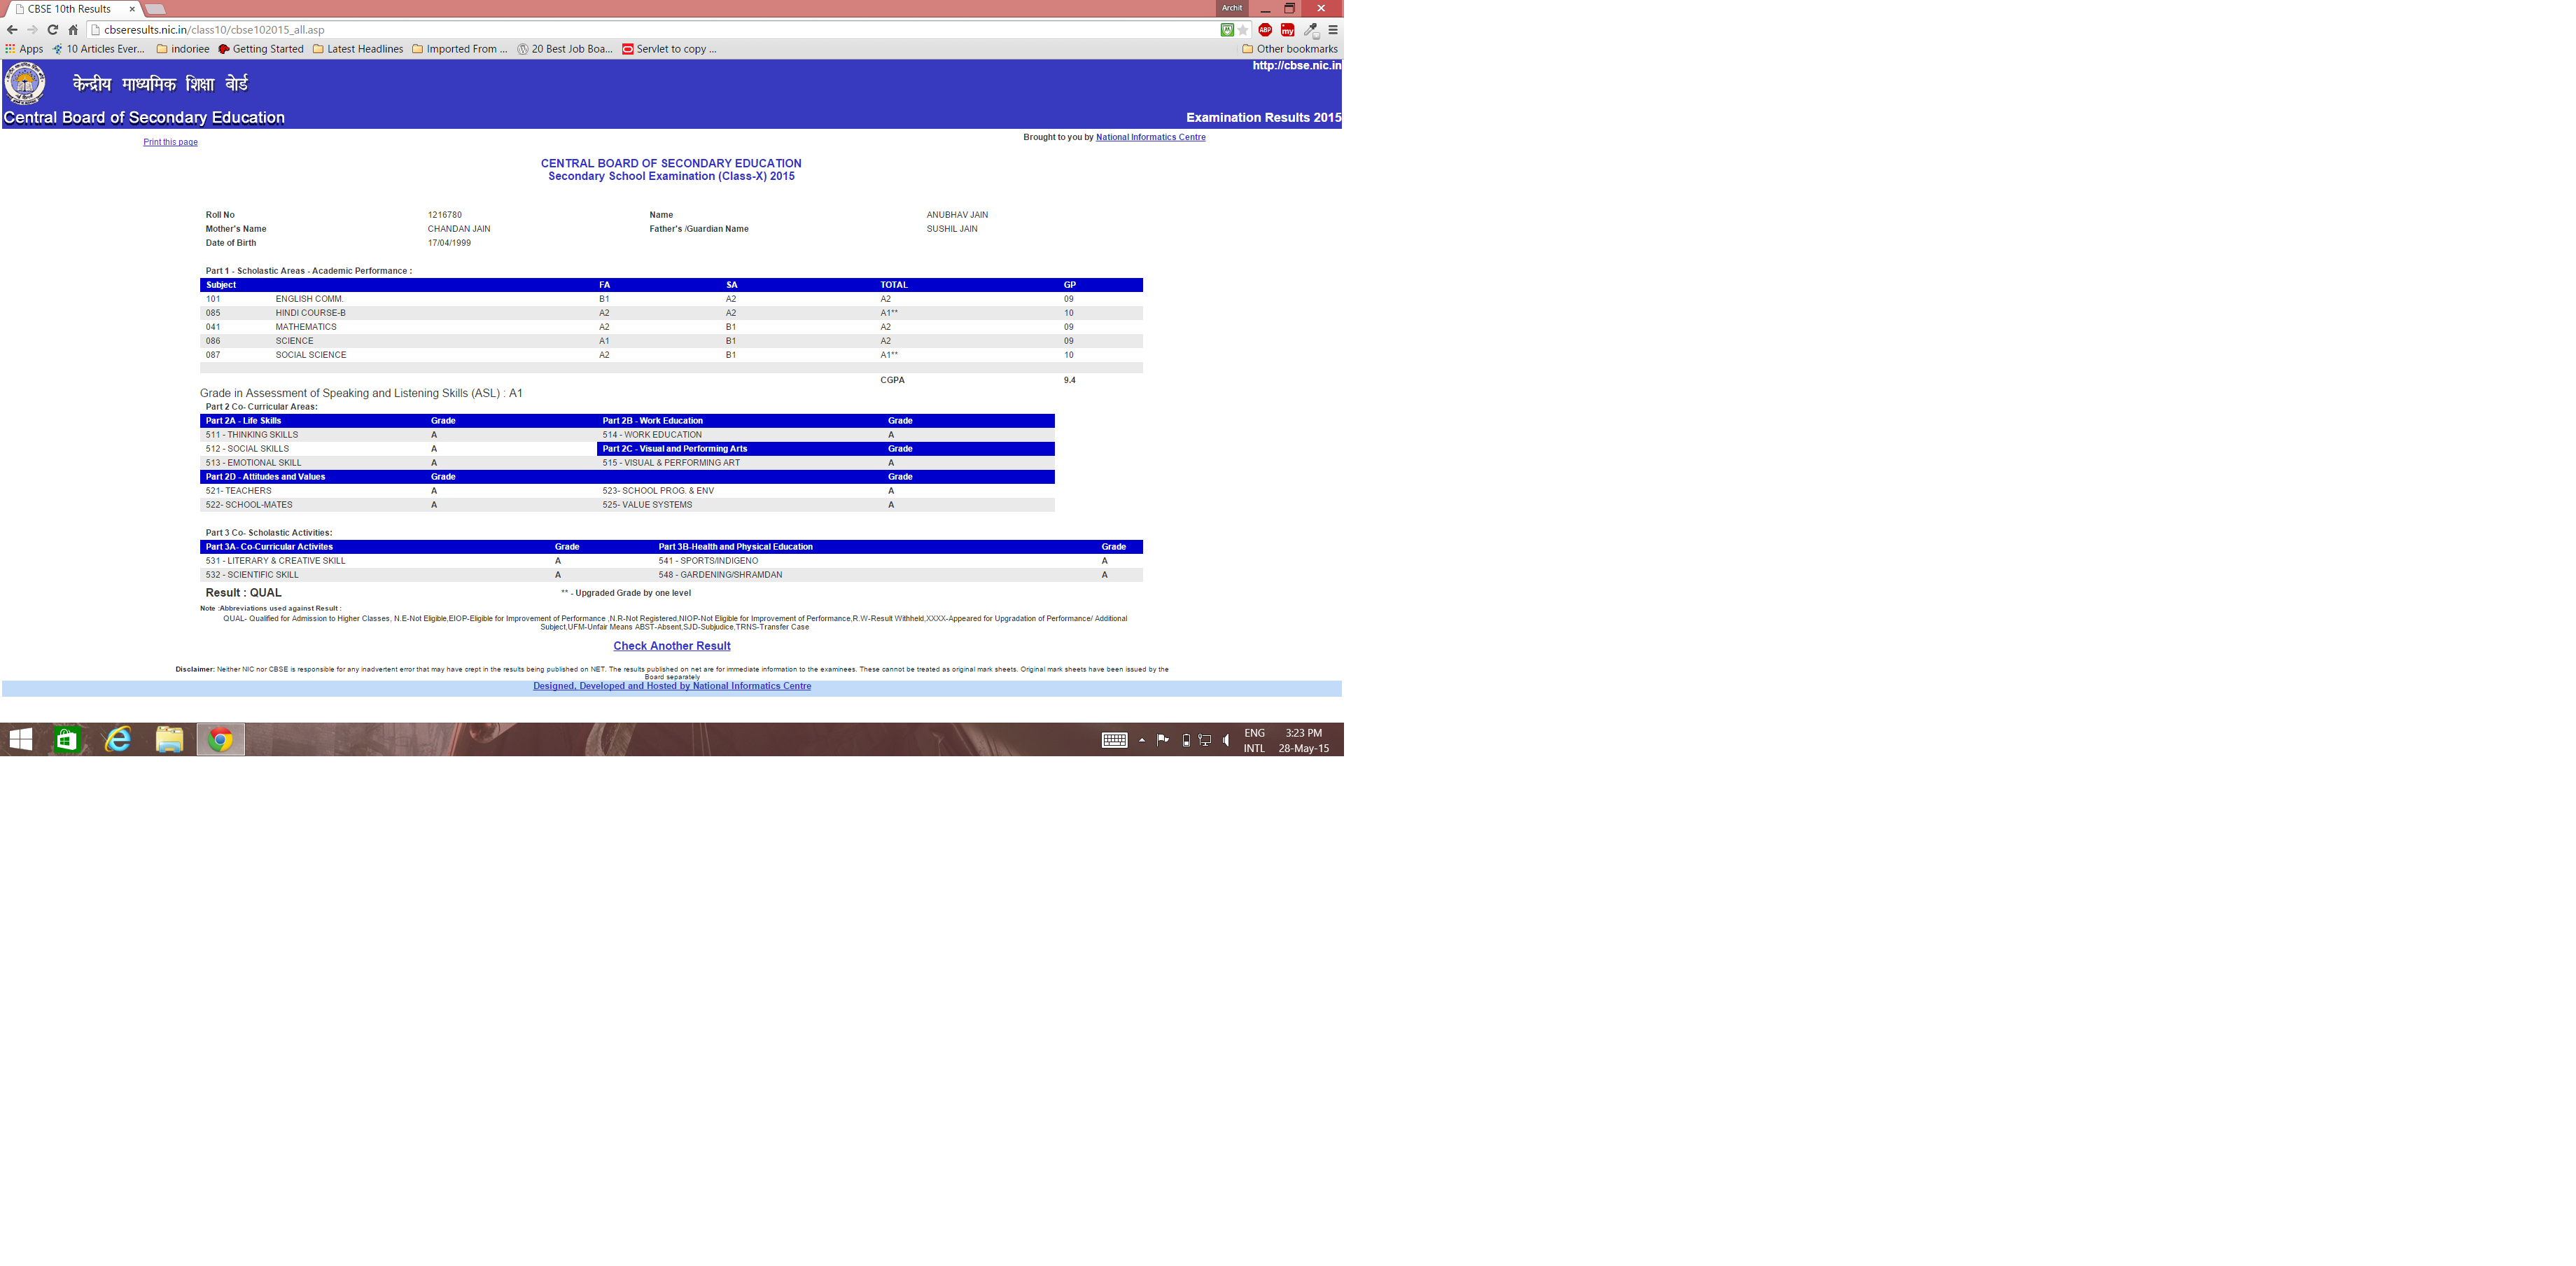 CBSE 10th Results
Archit
cbseresults.nic.in/class10/cbse102015_all.asp
ABP
my
Apps 10 Articles Ever... indoriee Getting Started Latest Headlines Imported From ... 20 Best Job Boa... Servlet to copy ... Other bookmarks
http://cbse.nic.in
केन्द्रीय माध्यमिक शिक्षा बोर्ड
Central Board of Secondary Education Examination Results 2015
Brought to you by National Informatics Centre
Print this page
CENTRAL BOARD OF SECONDARY EDUCATION
Secondary School Examination (Class-X) 2015
Roll No 1216780 Name ANUBHAV JAIN
Mother's Name CHANDAN JAIN Father's /Guardian Name SUSHIL JAIN
Date of Birth 17/04/1999
Part 1 - Scholastic Areas - Academic Performance :
Subject FA SA TOTAL GP
101 ENGLISH COMM. B1 A2 A2 09
085 HINDI COURSE-B A2 A2 A1** 10
041 MATHEMATICS A2 B1 A2 09
086 SCIENCE A1 B1 A2 09
087 SOCIAL SCIENCE A2 B1 A1** 10
CGPA 9.4
Grade in Assessment of Speaking and Listening Skills (ASL) : A1
Part 2 Co- Curricular Areas:
Part 2A - Life Skills Grade Part 2B - Work Education Grade
511 - THINKING SKILLS A 514 - WORK EDUCATION A
512 - SOCIAL SKILLS A Part 2C - Visual and Performing Arts Grade
513 - EMOTIONAL SKILL A 515 - VISUAL & PERFORMING ART A
Part 2D - Attitudes and Values Grade Grade
521- TEACHERS A 523- SCHOOL PROG. & ENV A
522- SCHOOL-MATES A 525- VALUE SYSTEMS A
Part 3 Co- Scholastic Activities:
Part 3A- Co-Curricular Activites Grade Part 3B-Health and Physical Education Grade
531 - LITERARY & CREATIVE SKILL A 541 - SPORTS/INDIGENO A
532 - SCIENTIFIC SKILL A 548 - GARDENING/SHRAMDAN A
Result : QUAL ** - Upgraded Grade by one level
Note :Abbreviations used against Result :
QUAL- Qualified for Admission to Higher Classes, N.E-Not Eligible,EIOP-Eligible for Improvement of Performance ,N.R-Not Registered,NIOP-Not Eligible for Improvement of Performance,R.W-Result Withheld,XXXX-Appeared for Upgradation of Performance/ Additional
Subject,UFM-Unfair Means ABST-Absent,SJD-Subjudice,TRNS-Transfer Case
Check Another Result
Disclaimer: Neither NIC nor CBSE is responsible for any inadvertent error that may have crept in the results being published on NET. The results published on net are for immediate information to the examinees. These cannot be treated as original mark sheets. Original mark sheets have been issued by the
Board separately
Designed, Developed and Hosted by National Informatics Centre
ENG 3:23 PM
INTL 28-May-15